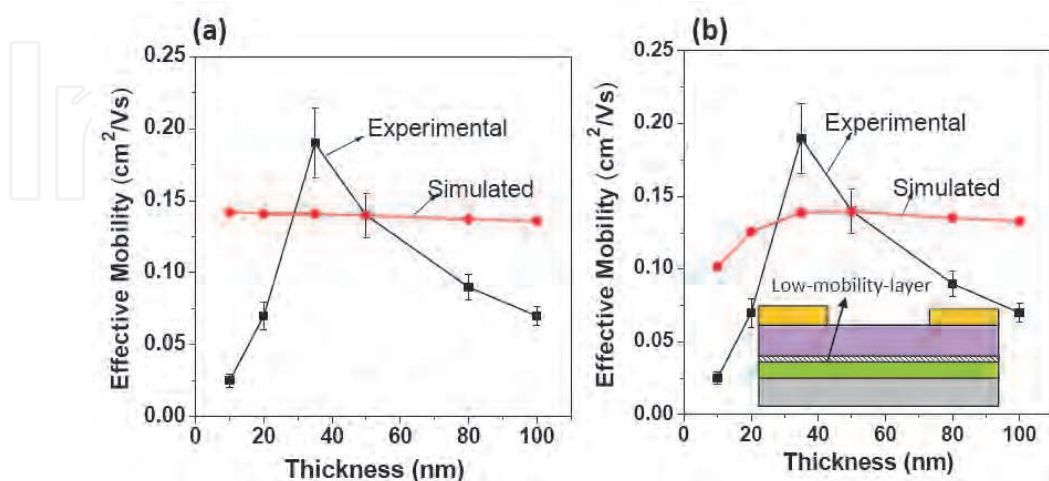 (a)
0.25
0.20
0.15
0.10
0.05
0.00
Effective Mobility (cm²/Vs)
Experimental
Simulated
0 20 40 60 80 100
Thickness (nm)
(b)
0.25
0.20
0.15
0.10
0.05
0.00
Effective Mobility (cm²/Vs)
Experimental
Simulated
Low-mobility-layer
0 20 40 60 80 100
Thickness (nm)